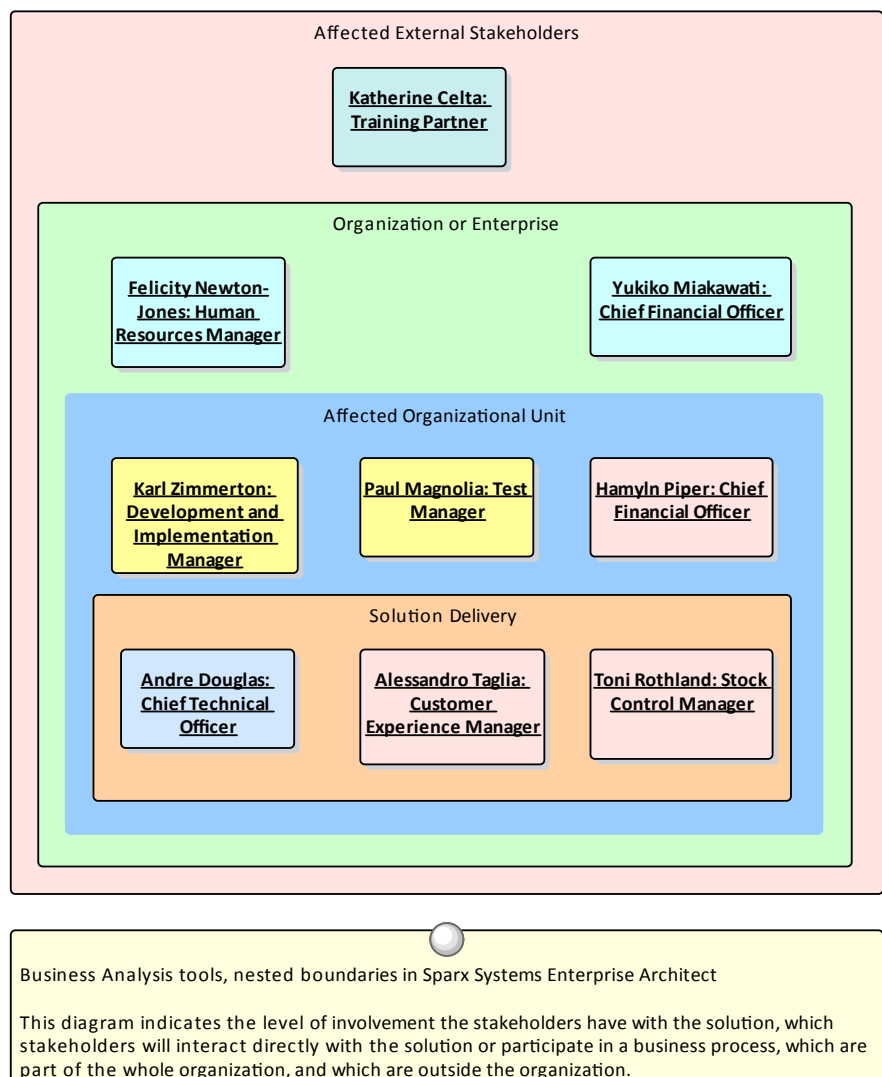 Affected External Stakeholders
Katherine Celta:
Training Partner
Organization or Enterprise
Felicity Newton-
Jones: Human
Resources Manager
Yukiko Miakawati:
Chief Financial Officer
Affected Organizational Unit
Karl Zimmerton:
Development and
Implementation
Manager
Paul Magnolia: Test
Manager
Hamyln Piper: Chief
Financial Officer
Solution Delivery
Andre Douglas:
Chief Technical
Officer
Alessandro Taglia:
Customer
Experience Manager
Toni Rothland: Stock
Control Manager
Business Analysis tools, nested boundaries in Sparx Systems Enterprise Architect
This diagram indicates the level of involvement the stakeholders have with the solution, which
stakeholders will interact directly with the solution or participate in a business process, which are
part of the whole organization, and which are outside the organization.